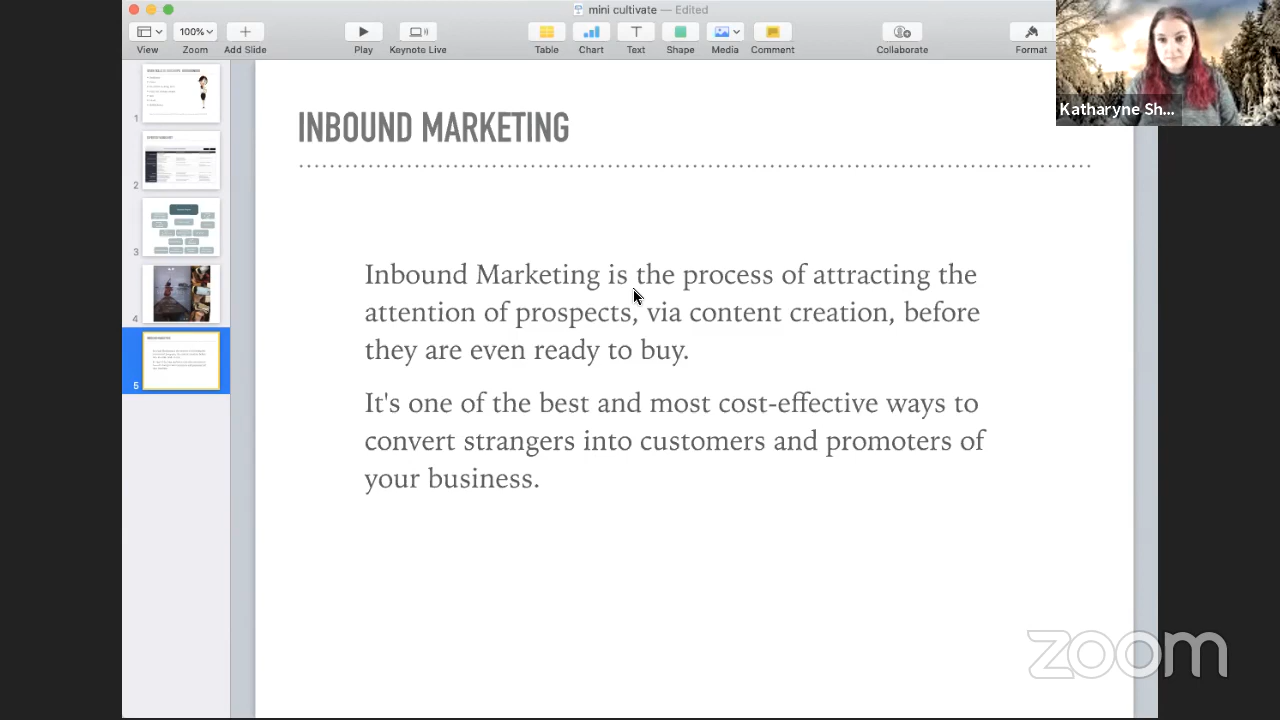 mini cultivate — Edited
100%
View
Zoom
Add Slide
Play
Keynote Live
Table
Chart
Text
Shape
Media
Comment
Collaborate
Format
Katharyne Sh...
1
2
3
4
5
INBOUND MARKETING
Inbound Marketing is the process of attracting the
attention of prospects, via content creation, before
they are even ready to buy.
It's one of the best and most cost-effective ways to
convert strangers into customers and promoters of
your business.
zoom